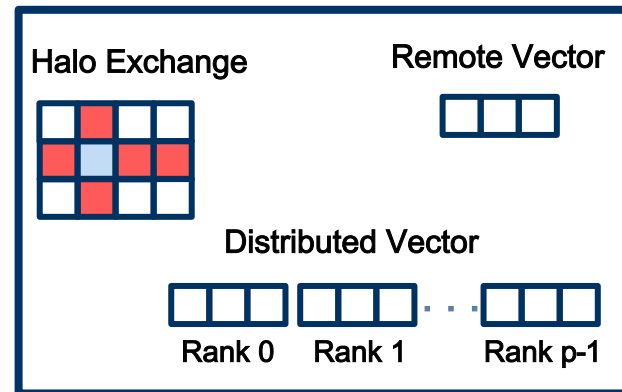 Halo Exchange
Remote Vector
Distributed Vector
Rank 0
Rank 1
Rank p-1